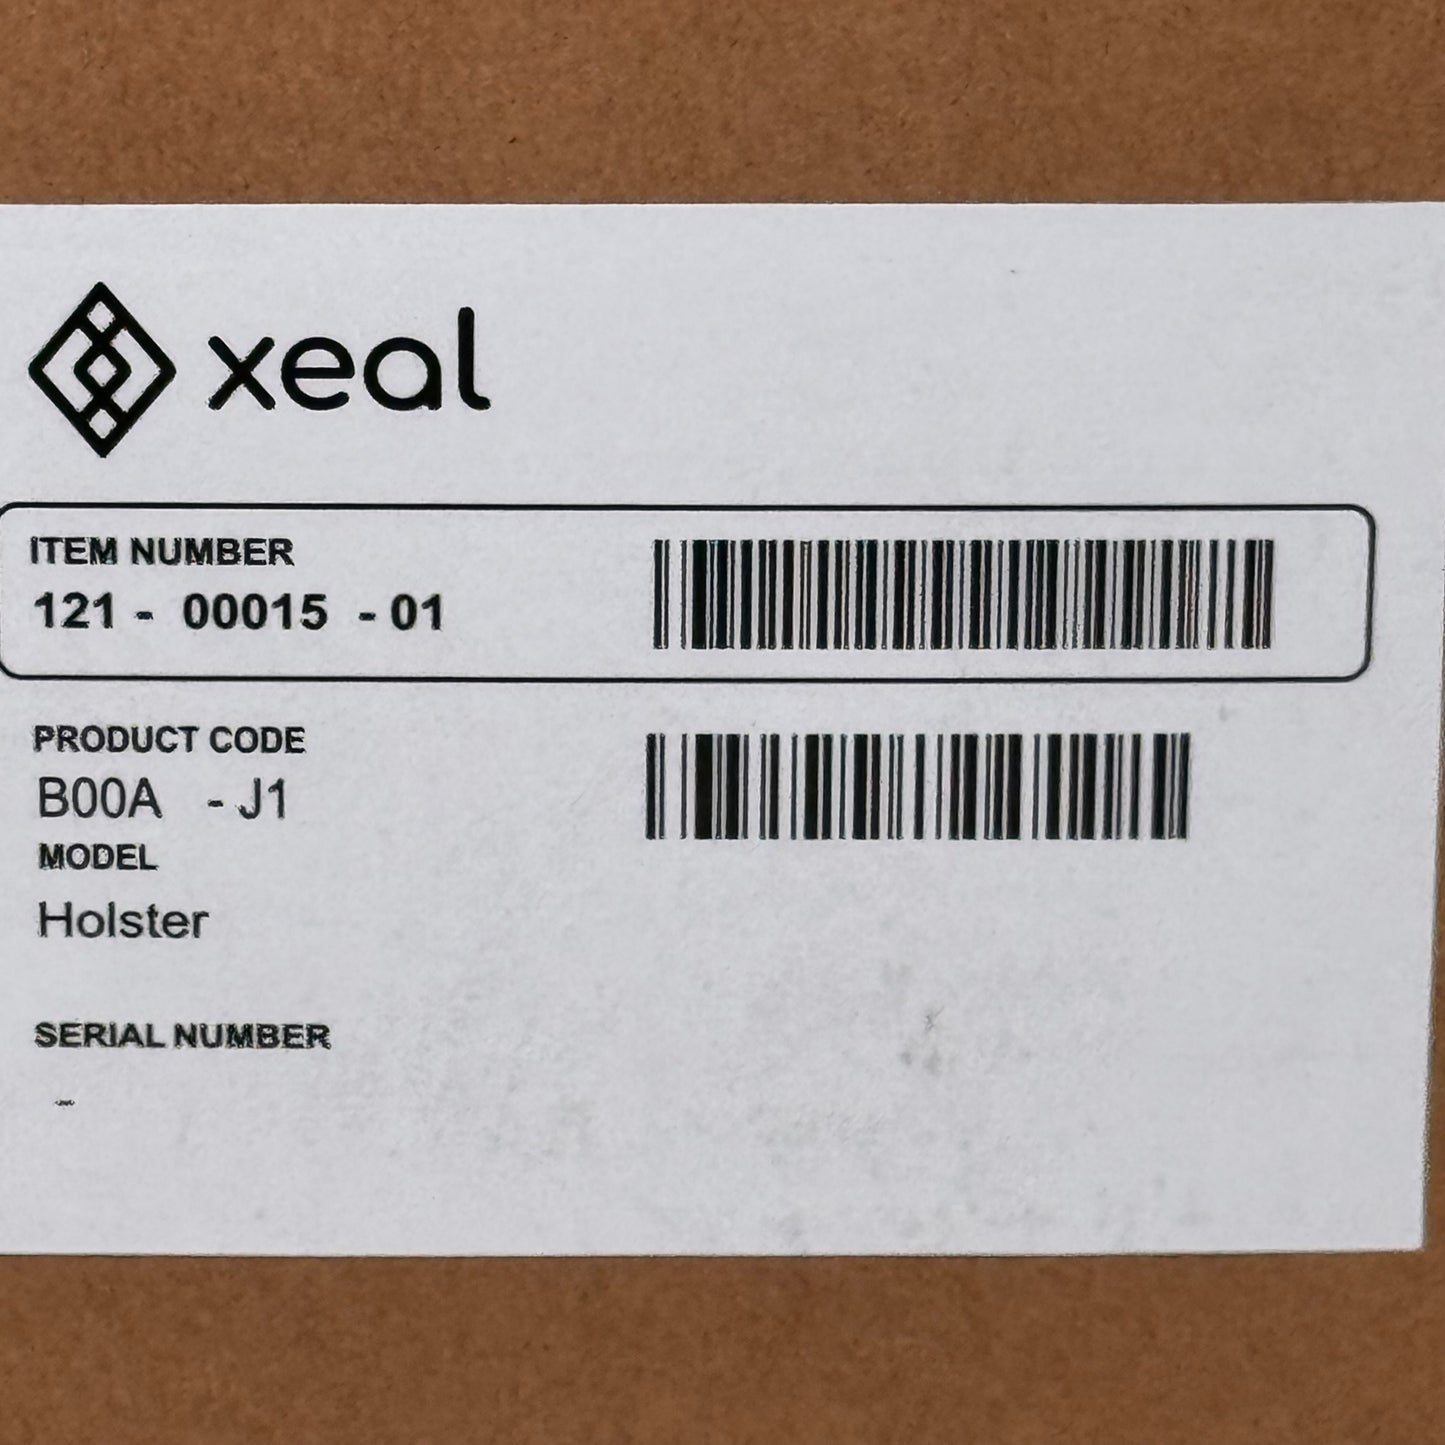 xeal
ITEM NUMBER
121 - 00015 - 01
PRODUCT CODE
B00A - J1
MODEL
Holster
SERIAL NUMBER
-